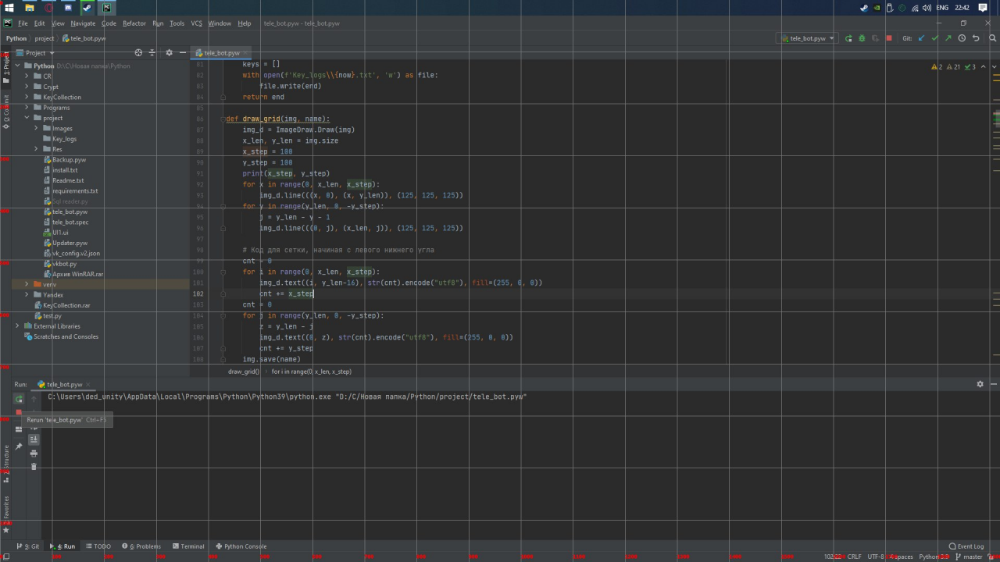 ENG 22:42
File Edit View Navigate Code Refactor Run Tools VCS Window Help tele_bot.pyw - tele_bot.pyw
Python project tele_bot.pyw
tele_bot.pyw Git:
Project
tele_bot.pyw
1: Project
0: Commit
Python D:\C\Новая папка\Python
CR
Crypt
KeyCollection
Programs
project
Images
Key_logs
Res
Backup.pyw
install.txt
Readme.txt
requirements.txt
Sql reader.py
tele_bot.pyw
tele_bot.spec
UI1.ui
Updater.pyw
vk_config.v2.json
vkbot.py
Архив WinRAR.rar
venv
Yandex
KeyCollection.rar
test.py
External Libraries
Scratches and Consoles
2 21 3
81 keys = []
82 with open(f'Key_logs\\{now}.txt', 'w') as file:
83 file.write(end)
84 return end
85
86 def draw_grid(img, name):
87 img_d = ImageDraw.Draw(img)
88 x_len, y_len = img.size
89 x_step = 100
90 y_step = 100
91 print(x_step, y_step)
92 for x in range(0, x_len, x_step):
93 img_d.line(((x, 0), (x, y_len)), (125, 125, 125))
94 for y in range(y_len, 0, -y_step):
95 j = y_len - y - 1
96 img_d.line(((0, j), (x_len, j)), (125, 125, 125))
97
98 # Код для сетки, начиная с левого нижнего угла
99 cnt = 0
100 for i in range(0, x_len, x_step):
101 img_d.text((i, y_len-16), str(cnt).encode("utf8"), fill=(255, 0, 0))
102 cnt += x_step
103 cnt = 0
104 for j in range(y_len, 0, -y_step):
105 z = y_len - j
106 img_d.text((0, z), str(cnt).encode("utf8"), fill=(255, 0, 0))
107 cnt += y_step
108 img.save(name)
draw_grid() for i in range(0, x_len, x_step)
Run: tele_bot.pyw
C:\Users\ded_unity\AppData\Local\Programs\Python\Python39\python.exe "D:/C/Новая папка/Python/project/tele_bot.pyw"
Rerun 'tele_bot.pyw' Ctrl+F5
Structure
Favorites
9: Git 4: Run TODO 6: Problems Terminal Python Console Event Log
CRLF UTF-8 4 spaces Python 3.9 master